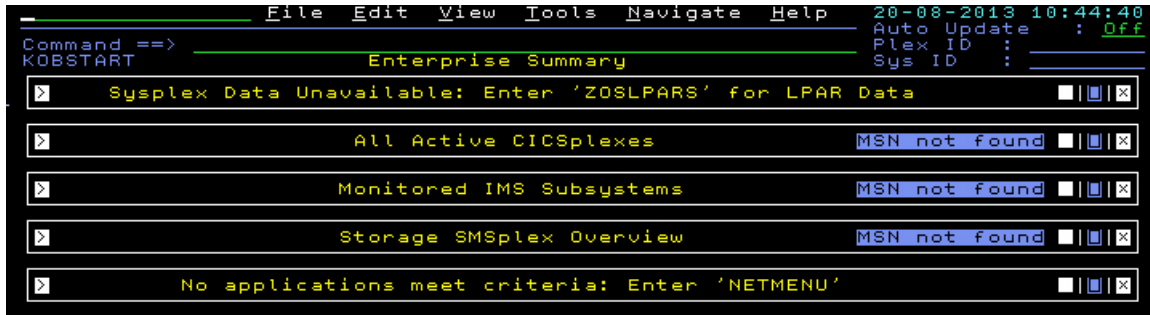 File Edit View Tools Navigate Help 20-08-2013 10:44:40
Auto Update : Off
Command ==> Plex ID :
KOBSTART Enterprise Summary Sys ID :
> Sysplex Data Unavailable: Enter 'ZOSLPARS' for LPAR Data
> All Active CICSplexes MSN not found
> Monitored IMS Subsystems MSN not found
> Storage SMSplex Overview MSN not found
> No applications meet criteria: Enter 'NETMENU'